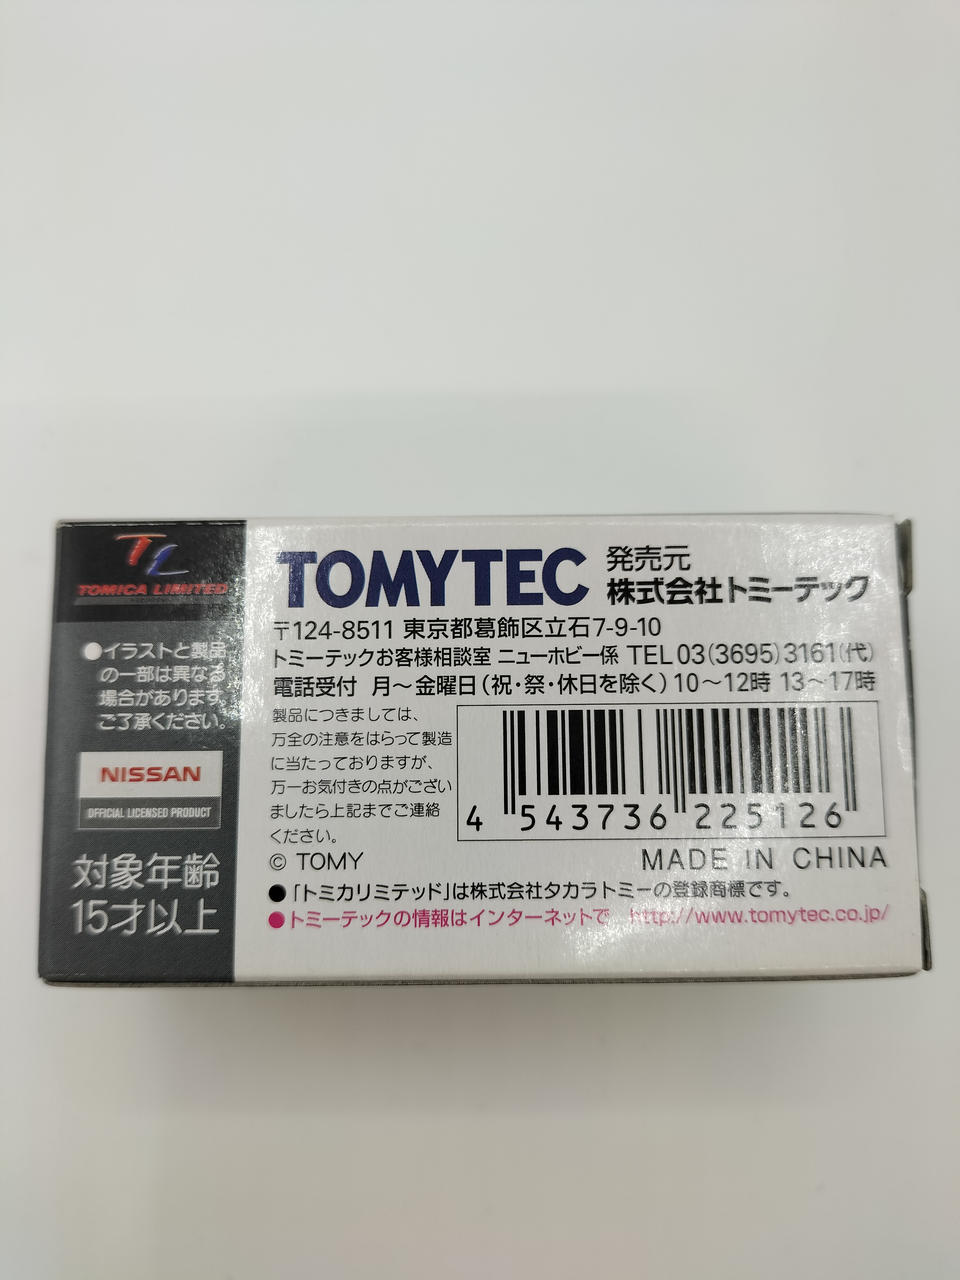 TL
TOMICA LIMITED
●イラストと製品
の一部は異なる
場合があります。
ご了承ください。
NISSAN
OFFICIAL LICENSED PRODUCT
対象年齢
15才以上
TOMYTEC
発売元
株式会社トミーテック
〒124-8511 東京都葛飾区立石7-9-10
トミーテックお客様相談室 ニューホビー係 TEL 03(3695)3161(代)
電話受付 月～金曜日(祝・祭・休日を除く)10～12時 13～17時
製品につきましては、
万全の注意をはらって製造
に当たっておりますが、
万一お気付きの点がござい
ましたら上記までご連絡
ください。
4 543736 225126
© TOMY
MADE IN CHINA
●「トミカリミテッド」は株式会社タカラトミーの登録商標です。
●トミーテックの情報はインターネットで http://www.tomytec.co.jp/